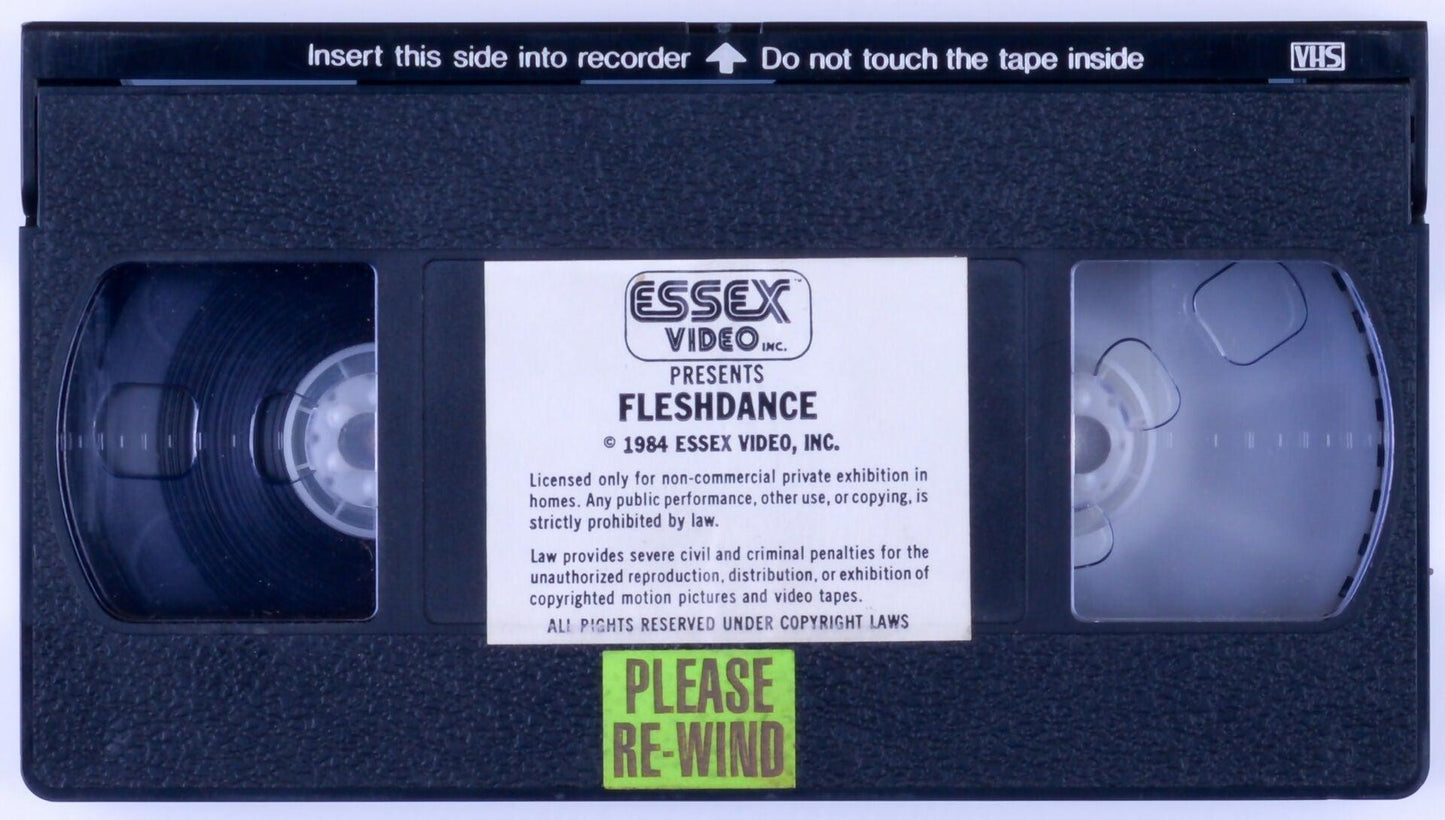 Insert this side into recorder Do not touch the tape inside VHS
ESSEX™
VIDEO INC.
PRESENTS
FLESHDANCE
© 1984 ESSEX VIDEO, INC.
Licensed only for non-commercial private exhibition in
homes. Any public performance, other use, or copying, is
strictly prohibited by law.
Law provides severe civil and criminal penalties for the
unauthorized reproduction, distribution, or exhibition of
copyrighted motion pictures and video tapes.
ALL RIGHTS RESERVED UNDER COPYRIGHT LAWS
PLEASE
RE-WIND